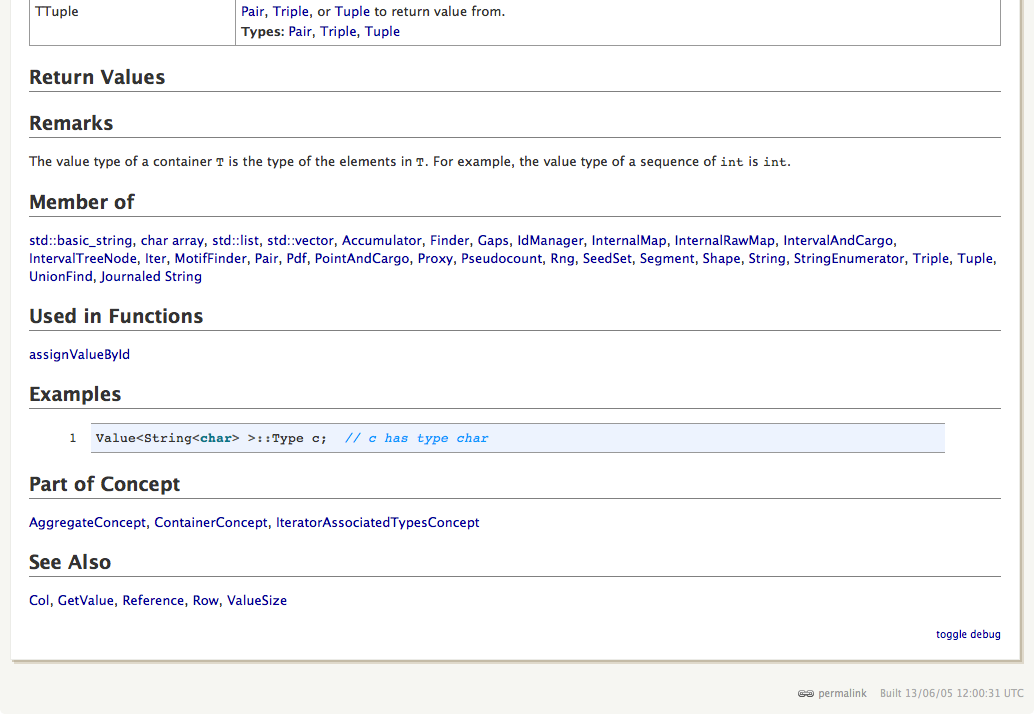 TTuple
Pair, Triple, or Tuple to return value from.
Types: Pair, Triple, Tuple
Return Values
Remarks
The value type of a container T is the type of the elements in T. For example, the value type of a sequence of int is int.
Member of
std::basic_string, char array, std::list, std::vector, Accumulator, Finder, Gaps, IdManager, InternalMap, InternalRawMap, IntervalAndCargo,
IntervalTreeNode, Iter, MotifFinder, Pair, Pdf, PointAndCargo, Proxy, Pseudocount, Rng, SeedSet, Segment, Shape, String, StringEnumerator, Triple, Tuple,
UnionFind, Journaled String
Used in Functions
assignValueById
Examples
1 Value<String<char> >::Type c;  // c has type char
Part of Concept
AggregateConcept, ContainerConcept, IteratorAssociatedTypesConcept
See Also
Col, GetValue, Reference, Row, ValueSize
toggle debug
permalink Built 13/06/05 12:00:31 UTC